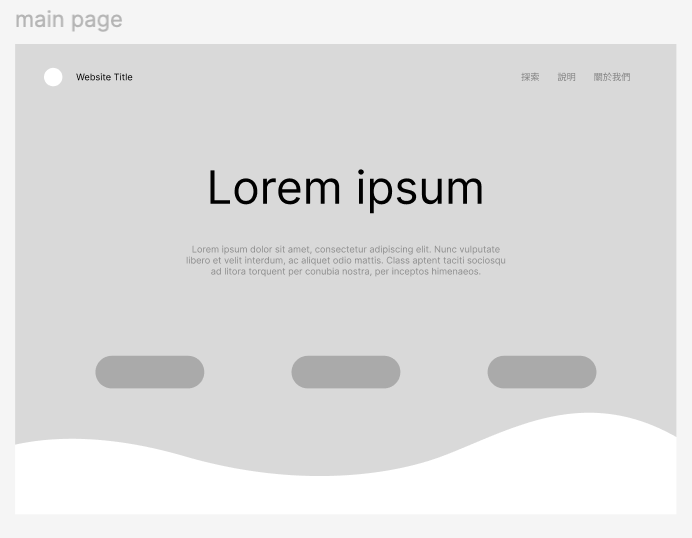 main page
Website Title
探索
說明
關於我們
Lorem ipsum
Lorem ipsum dolor sit amet, consectetur adipiscing elit. Nunc vulputate
libero et velit interdum, ac aliquet odio mattis. Class aptent taciti sociosqu
ad litora torquent per conubia nostra, per inceptos himenaeos.